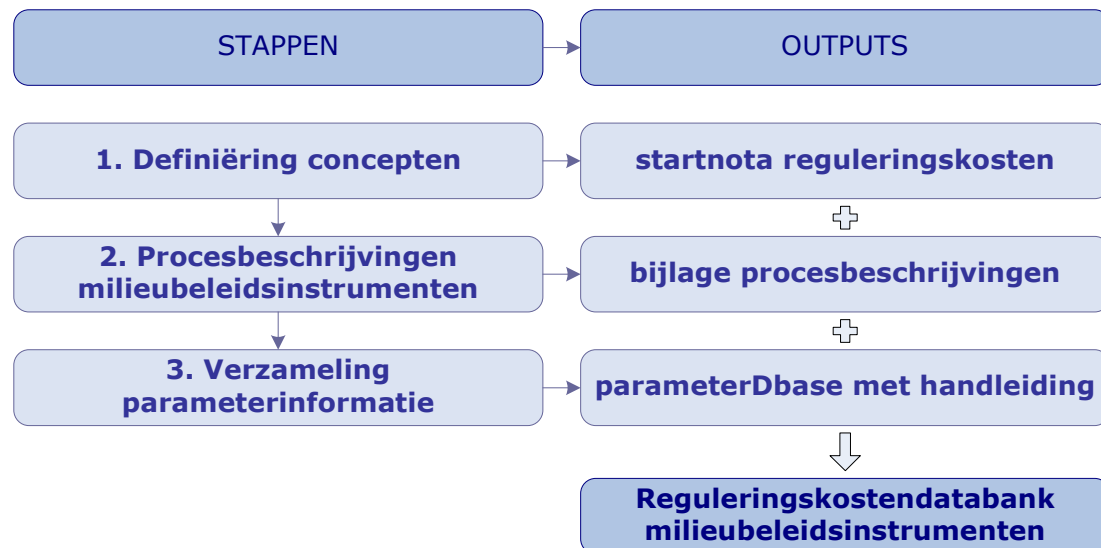 STAPPEN
OUTPUTS
1. Definiëring concepten
startnota reguleringskosten
2. Procesbeschrijvingen
milieubeleidsinstrumenten
bijlage procesbeschrijvingen
3. Verzameling
parameterinformatie
parameterDbase met handleiding
Reguleringskostendatabank
milieubeleidsinstrumenten